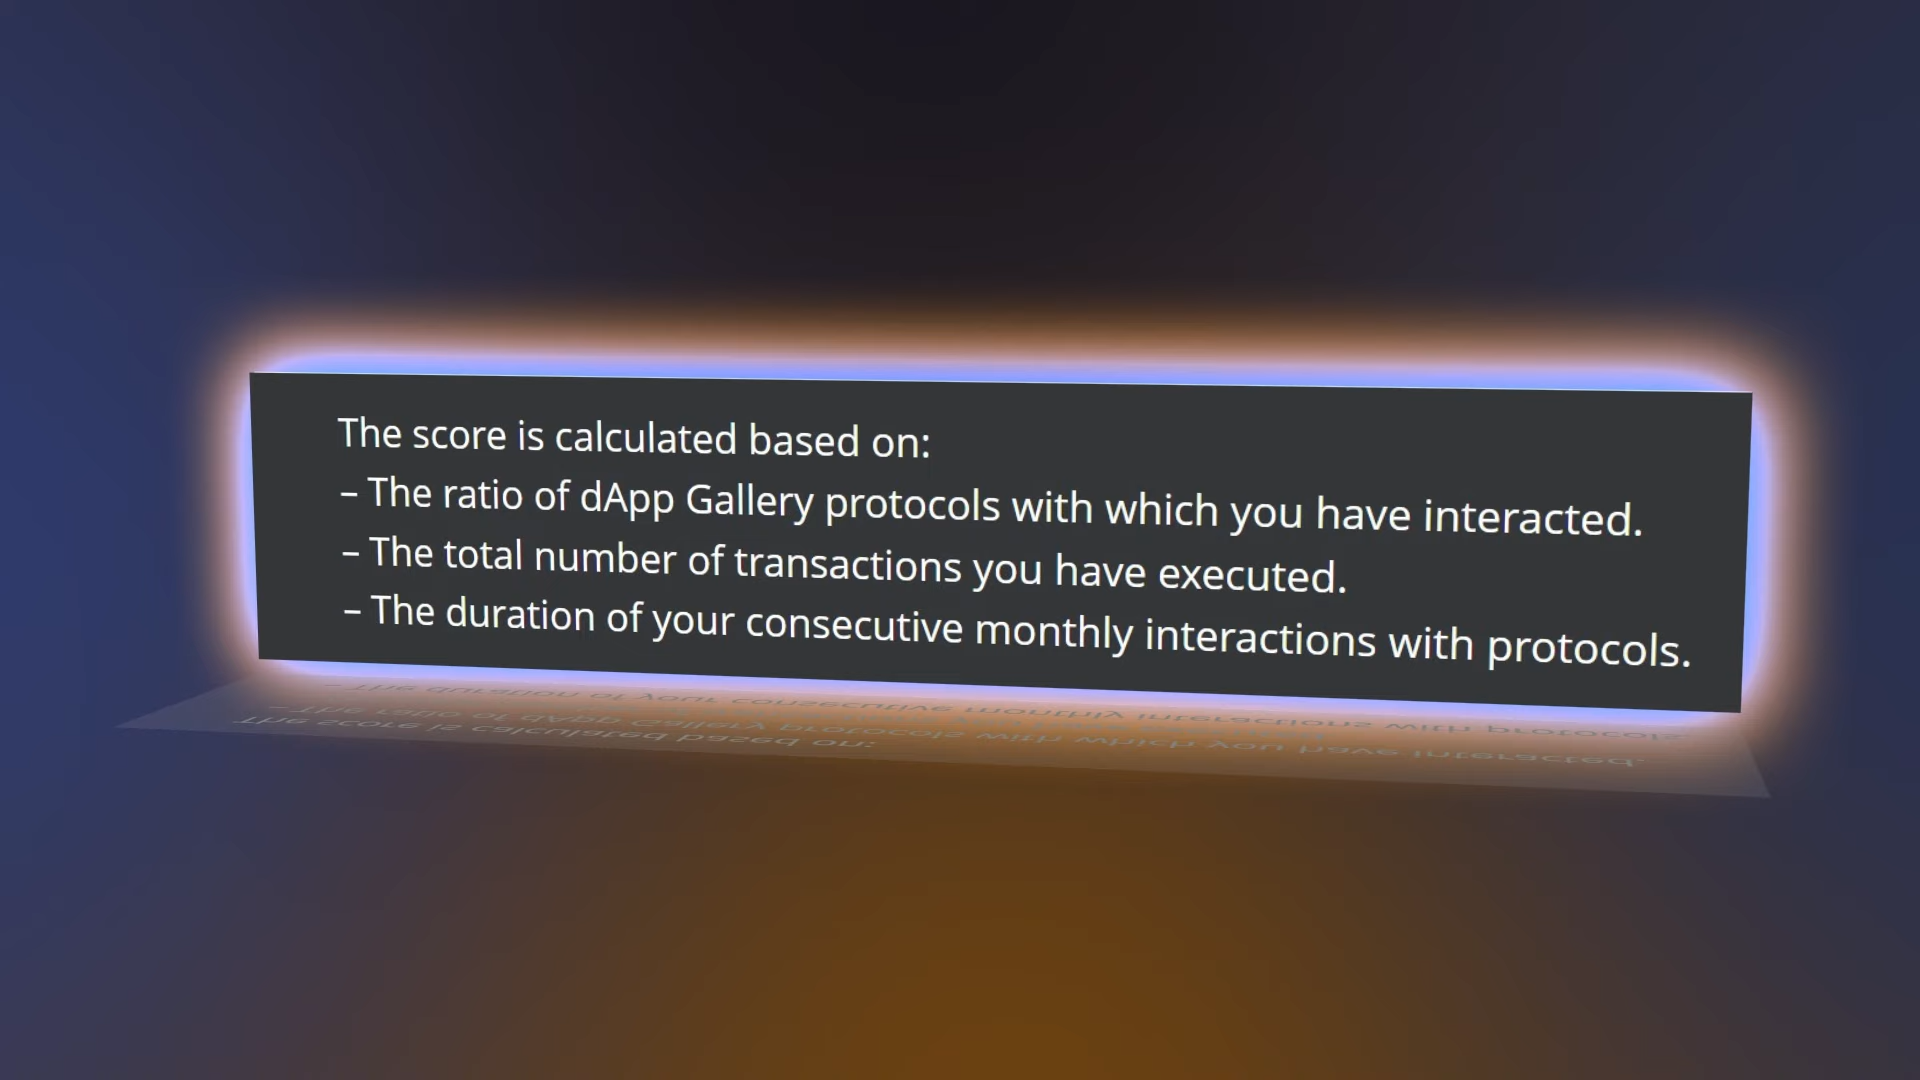 The score is calculated based on:
– The ratio of dApp Gallery protocols with which you have interacted.
– The total number of transactions you have executed.
– The duration of your consecutive monthly interactions with protocols.